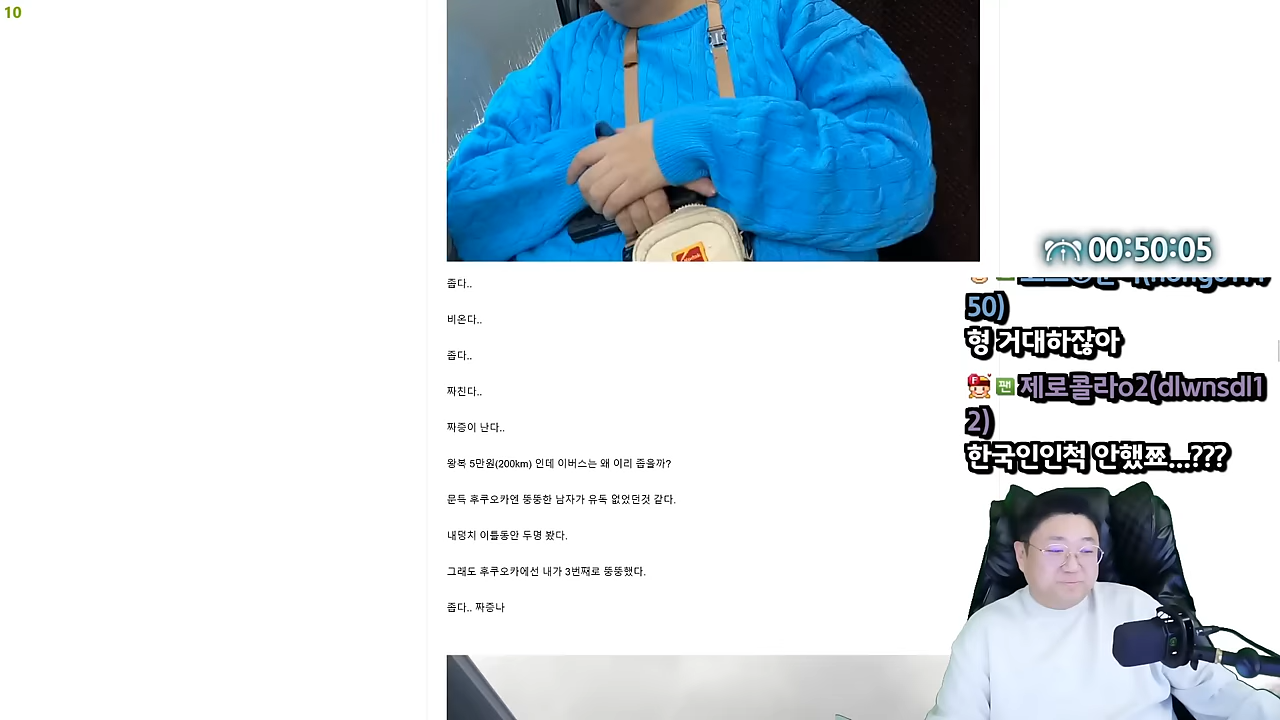 10
좁다..
비온다..
좁다..
짜진다..
짜증이 난다..
왕복 5만원(200km) 인데 이버스는 왜 이리 좁을까?
문득 후쿠오카엔 뚱뚱한 남자가 유독 없었던것 같다.
내덩치 이틀동안 두명 봤다.
그래도 후쿠오카에선 내가 3번째로 뚱뚱했다.
좁다.. 짜증나
00:50:05
50)
형 거대하잖아
팬 제로콜라o2(dlwnsdl1
2)
한국인인척 안했쬬...???